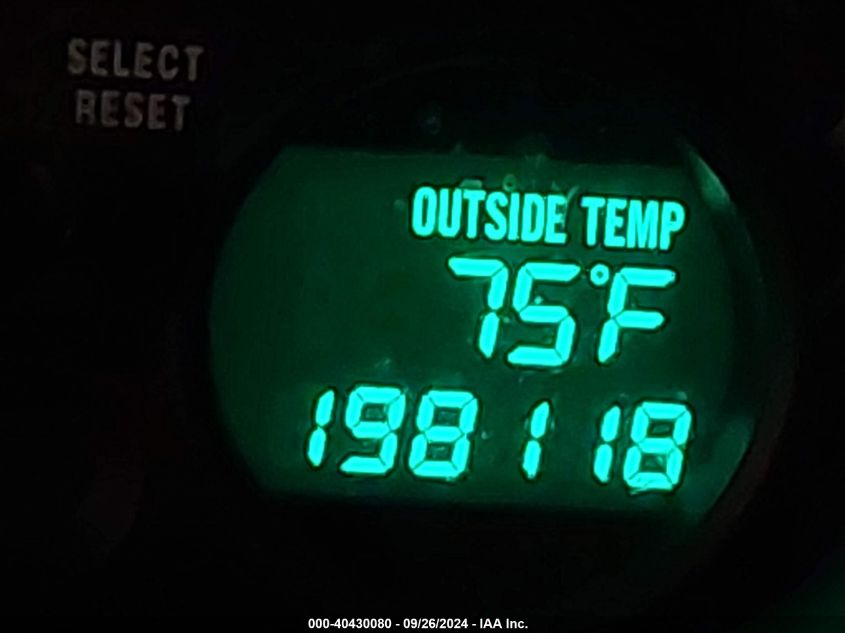 SELECT
RESET
OUTSIDE TEMP
75°F
198118
000-40430080 - 09/26/2024 - IAA Inc.